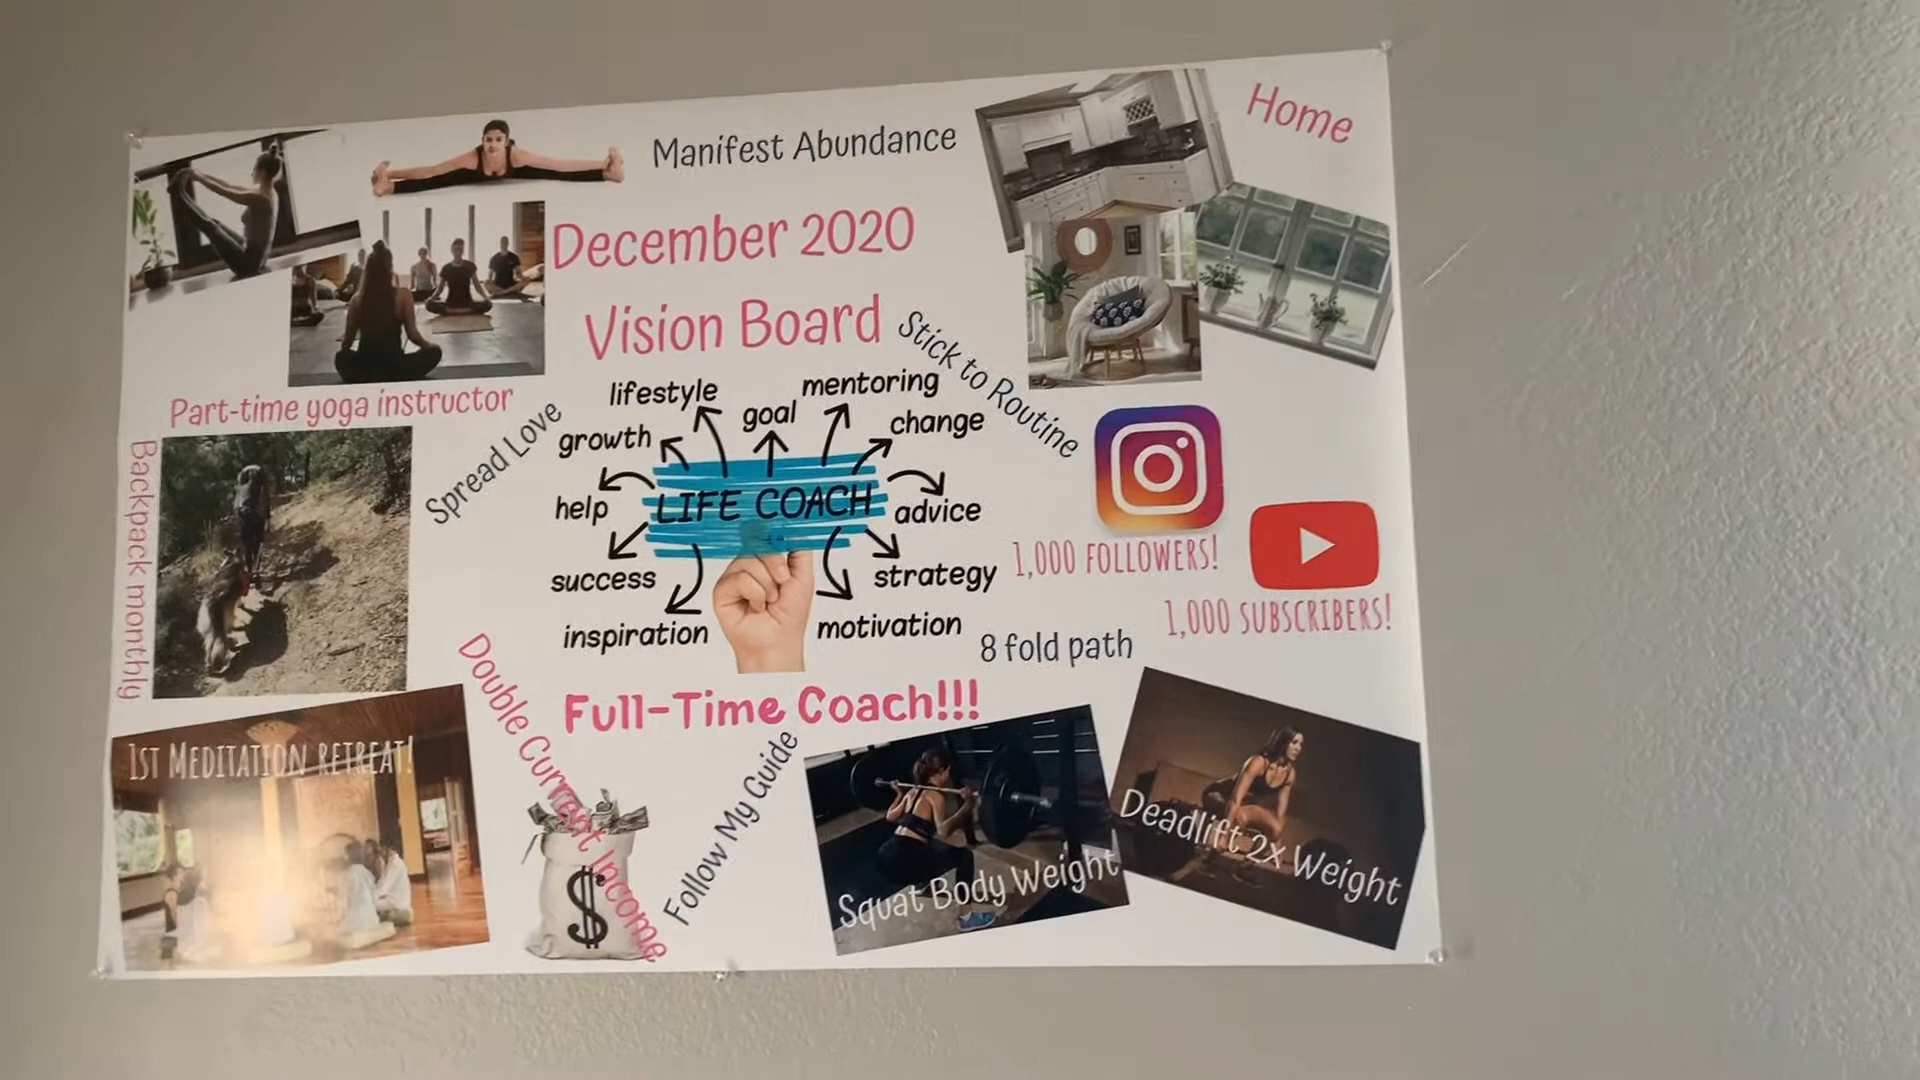 Manifest Abundance
Home
December 2020
Vision Board
Part-time yoga instructor
Backpack monthly
Spread Love
Stick to Routine
lifestyle
goal
mentoring
growth
change
help
LIFE COACH
advice
success
strategy
inspiration
motivation
1,000 FOLLOWERS!
1,000 SUBSCRIBERS!
8 fold path
Full-Time Coach!!!
1ST MEDITATION RETREAT!
Double Current Income
$
Follow My Guide
Squat Body Weight
Deadlift 2x Weight